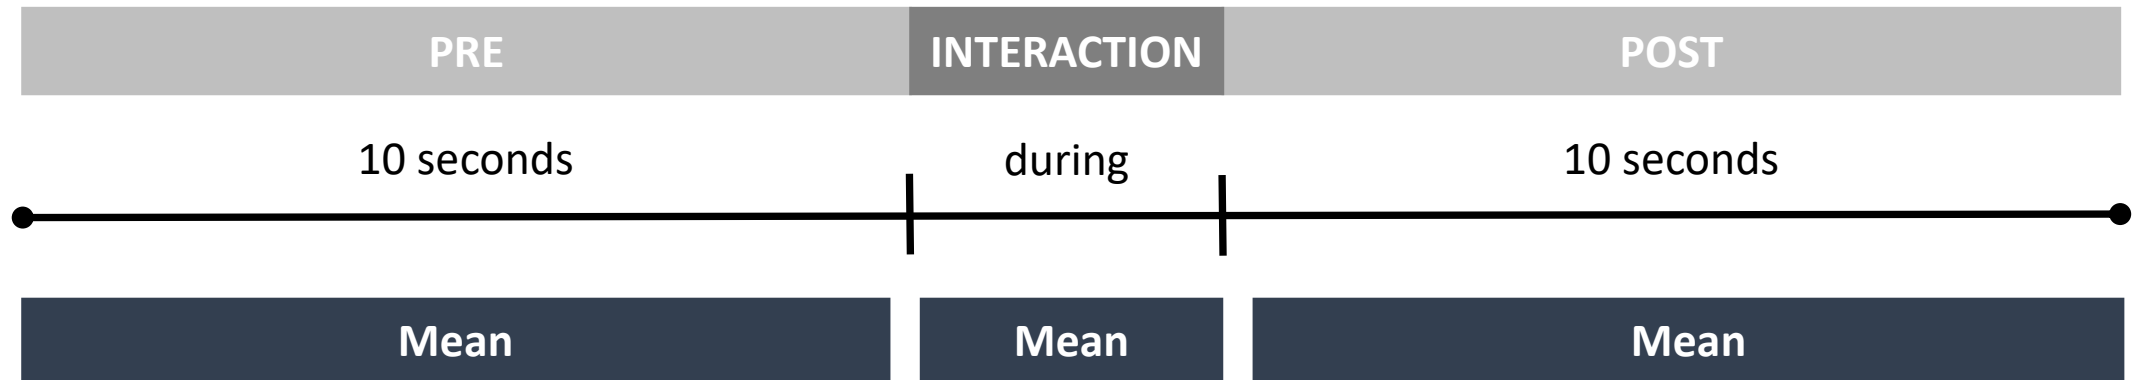 PRE INTERACTION POST
10 seconds during 10 seconds
Mean Mean Mean